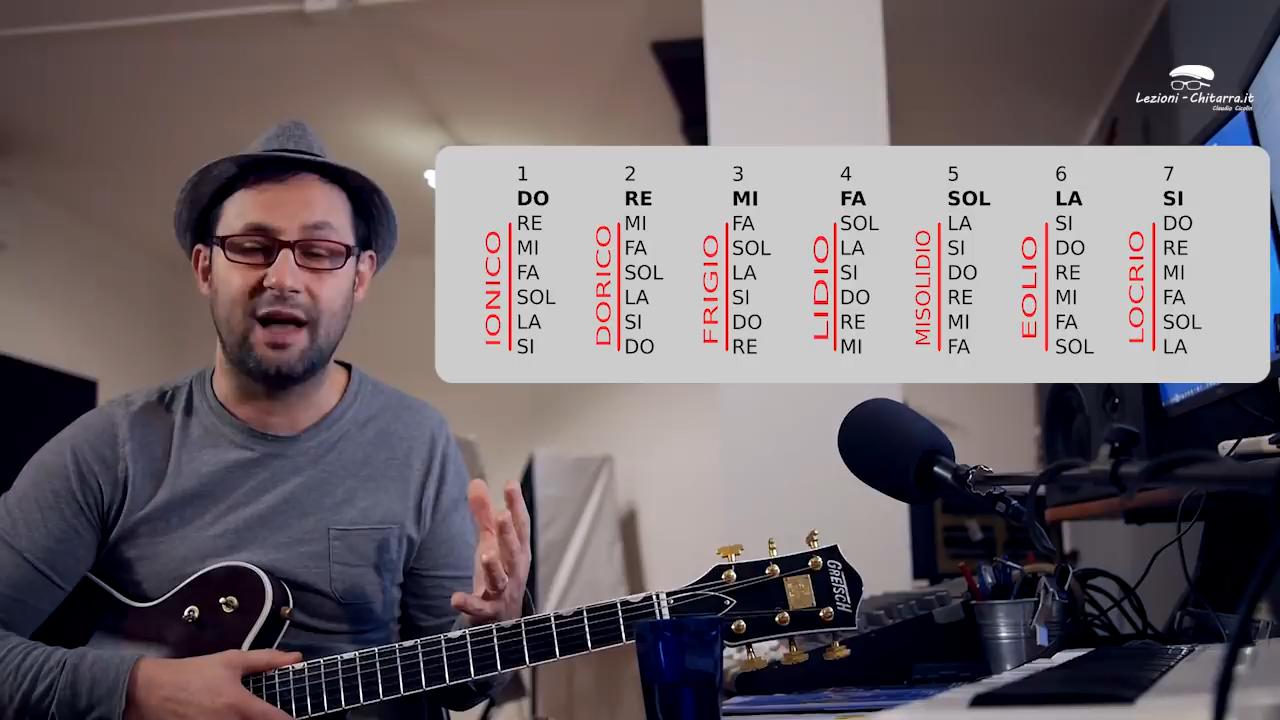 Lezioni - Chitarra.it
Claudio Cicolin
1 2 3 4 5 6 7
DO RE MI FA SOL LA SI
RE MI FA SOL LA SI DO
MI FA SOL LA SI DO RE
FA SOL LA SI DO RE MI
SOL LA SI DO RE MI FA
LA SI DO RE MI FA SOL
SI DO RE MI FA SOL LA
IONICO
DORICO
FRIGIO
LIDIO
MISOLIDIO
EOLIO
LOCRIO
GRETSCH